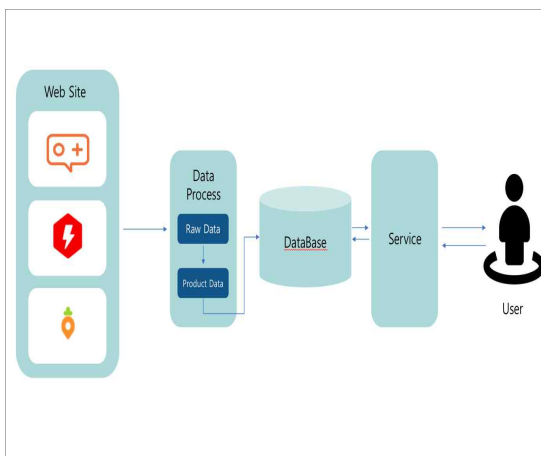 Web Site
Data
Process
Raw Data
Product Data
DataBase
Service
User